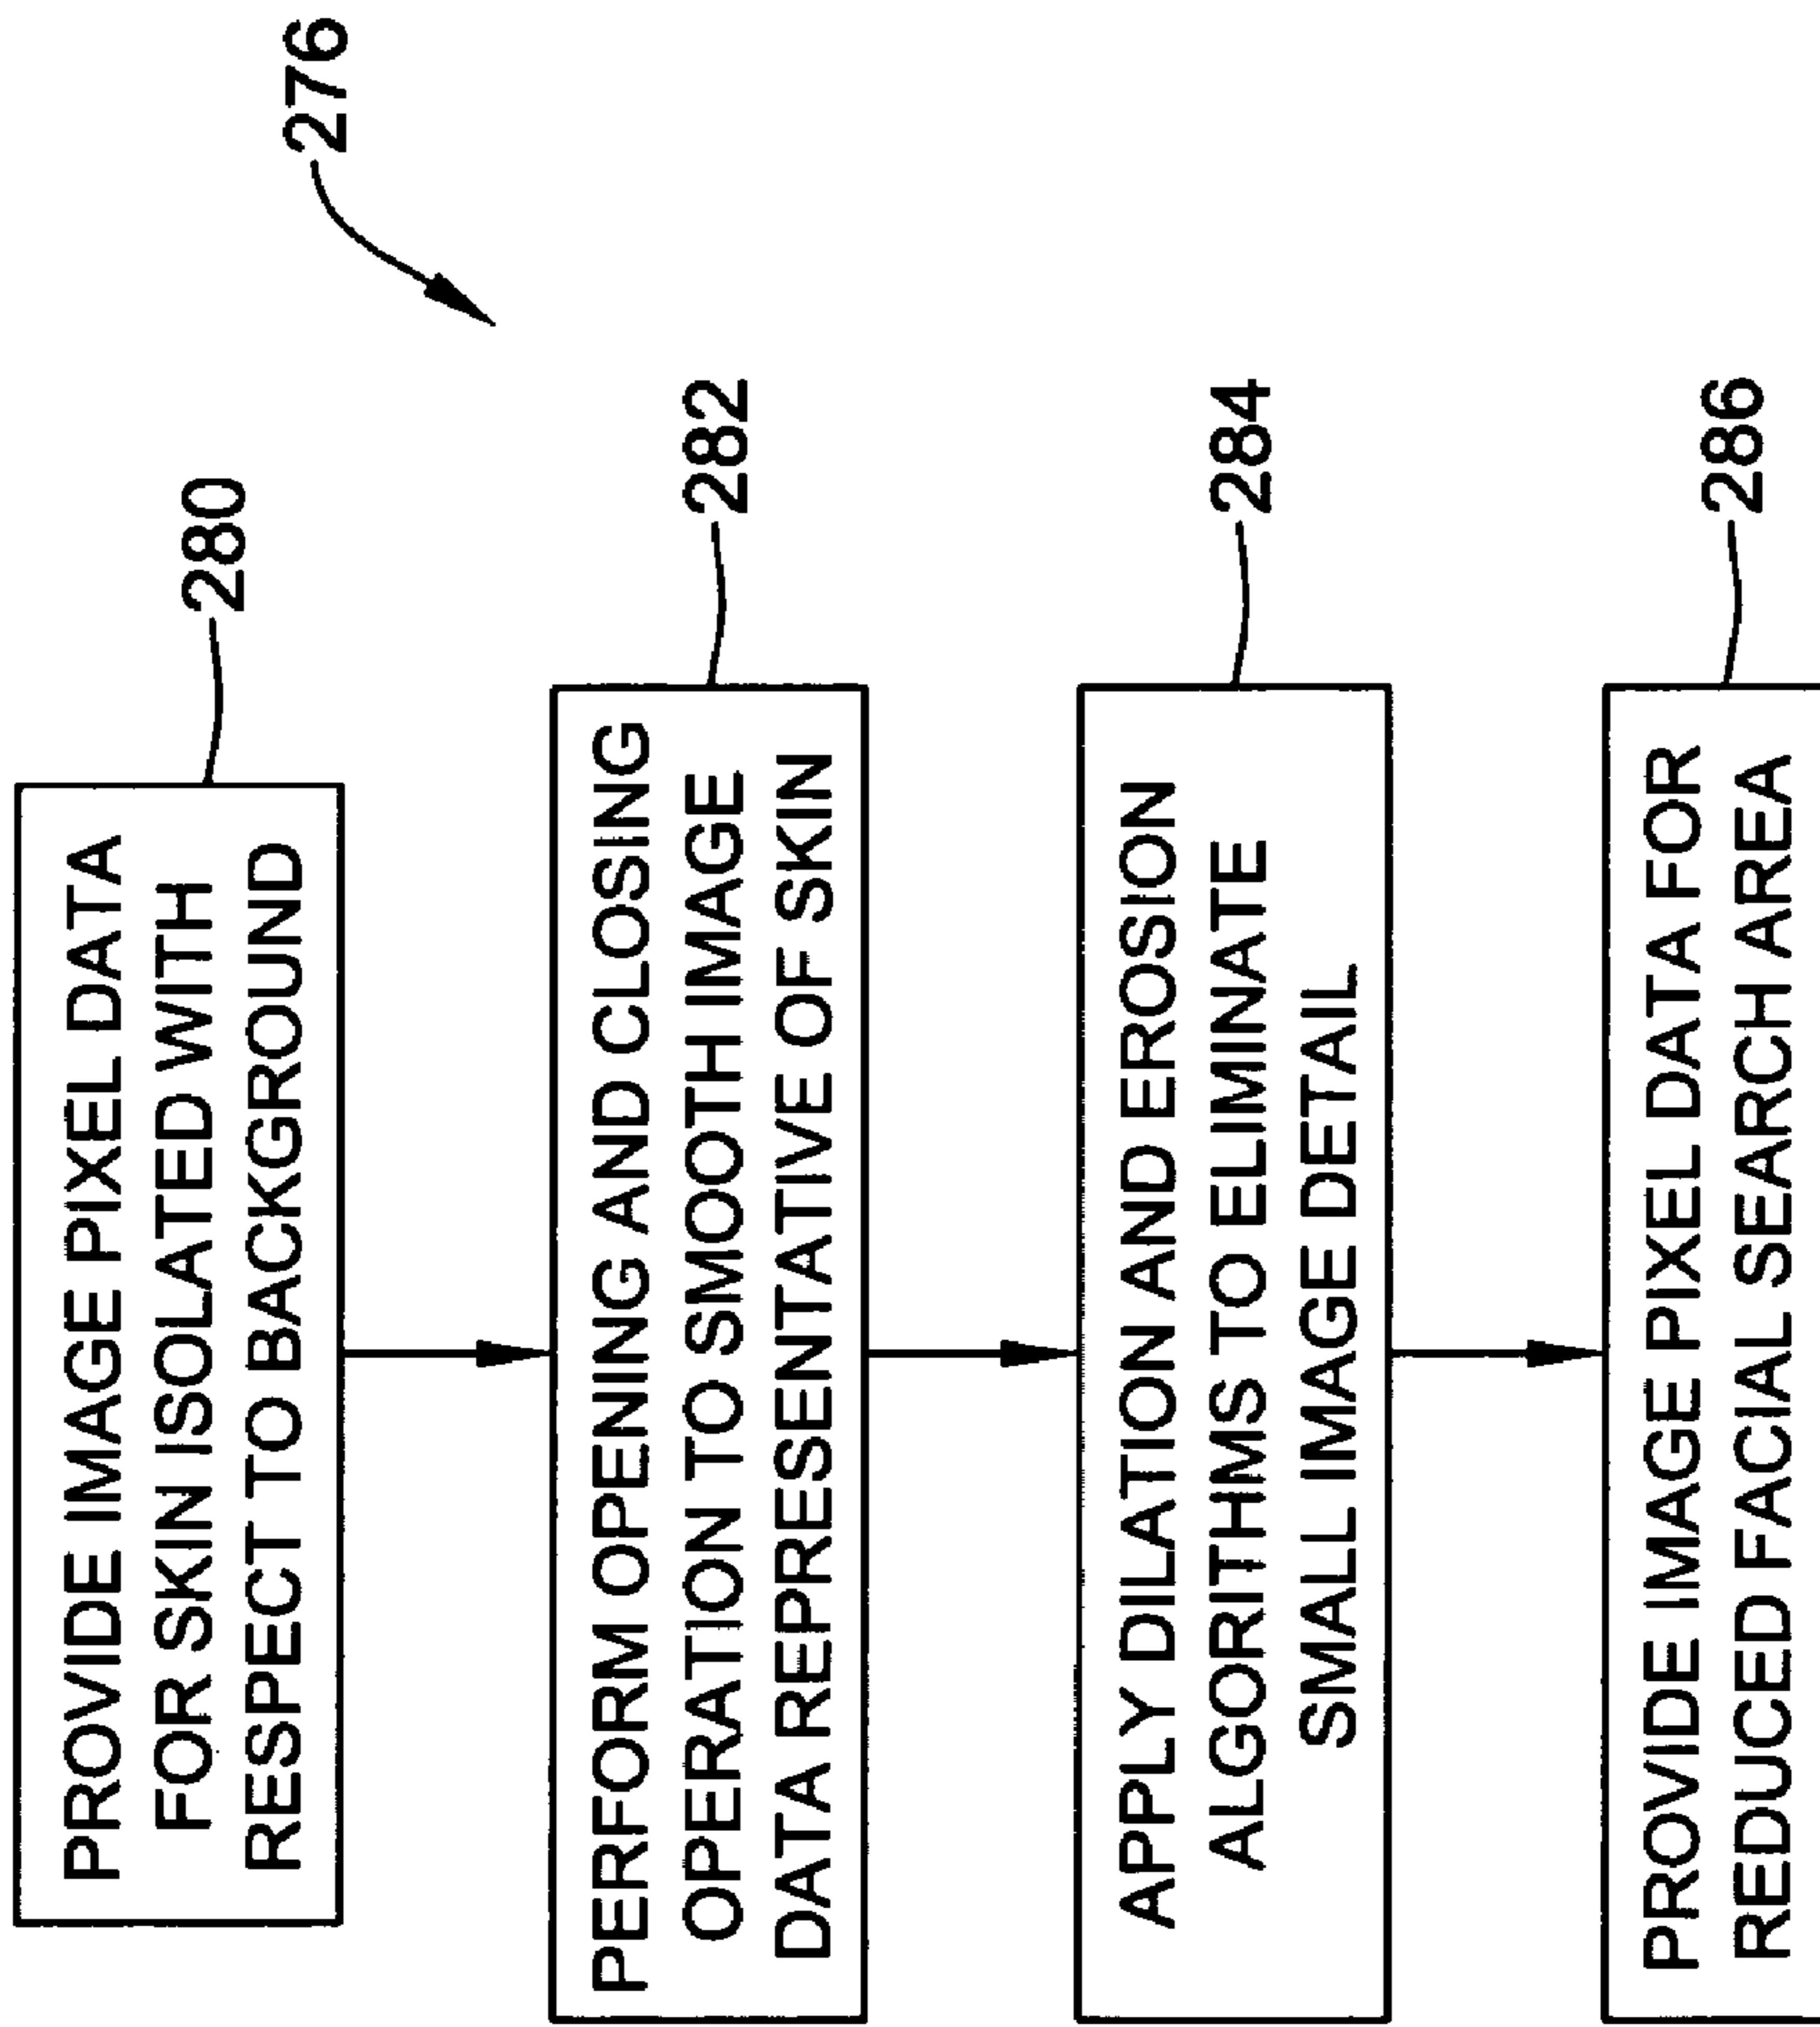 276
PROVIDE IMAGE PIXEL DATA
FOR SKIN ISOLATED WITH
RESPECT TO BACKGROUND
280
PERFORM OPENING AND CLOSING
OPERATION TO SMOOTH IMAGE
DATA REPRESENTATIVE OF SKIN
282
APPLY DILATION AND EROSION
ALGORITHMS TO ELIMINATE
SMALL IMAGE DETAIL
284
PROVIDE IMAGE PIXEL DATA FOR
REDUCED FACIAL SEARCH AREA
286